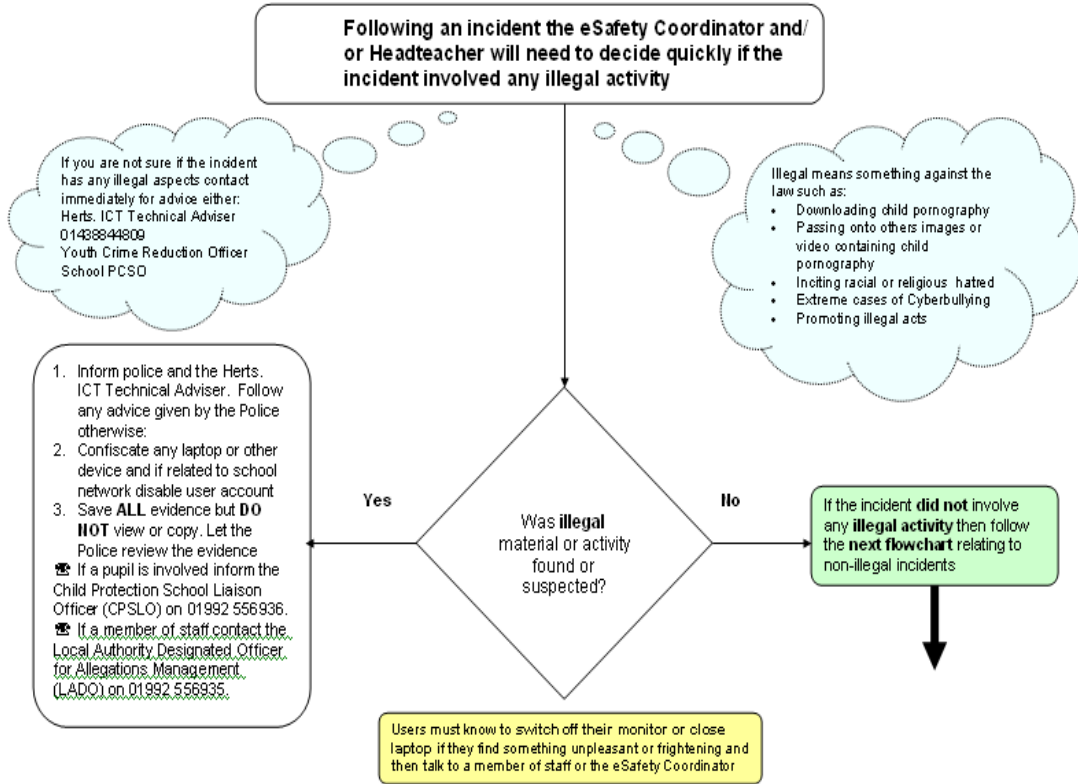 Following an incident the eSafety Coordinator and/
or Headteacher will need to decide quickly if the
incident involved any illegal activity
If you are not sure if the incident
has any illegal aspects contact
immediately for advice either:
Herts. ICT Technical Adviser
01438844809
Youth Crime Reduction Officer
School PCSO
Illegal means something against the
law such as:
• Downloading child pornography
• Passing onto others images or
video containing child
pornography
• Inciting racial or religious hatred
• Extreme cases of Cyberbullying
• Promoting illegal acts
1. Inform police and the Herts.
ICT Technical Adviser. Follow
any advice given by the Police
otherwise:
2. Confiscate any laptop or other
device and if related to school
network disable user account
3. Save ALL evidence but DO
NOT view or copy. Let the
Police review the evidence
☎ If a pupil is involved inform the
Child Protection School Liaison
Officer (CPSLO) on 01992 556936.
☎ If a member of staff contact the
Local Authority Designated Officer
for Allegations Management
(LADO) on 01992 556935.
Yes
Was illegal
material or activity
found or
suspected?
No
If the incident did not involve
any illegal activity then follow
the next flowchart relating to
non-illegal incidents
Users must know to switch off their monitor or close
laptop if they find something unpleasant or frightening and
then talk to a member of staff or the eSafety Coordinator